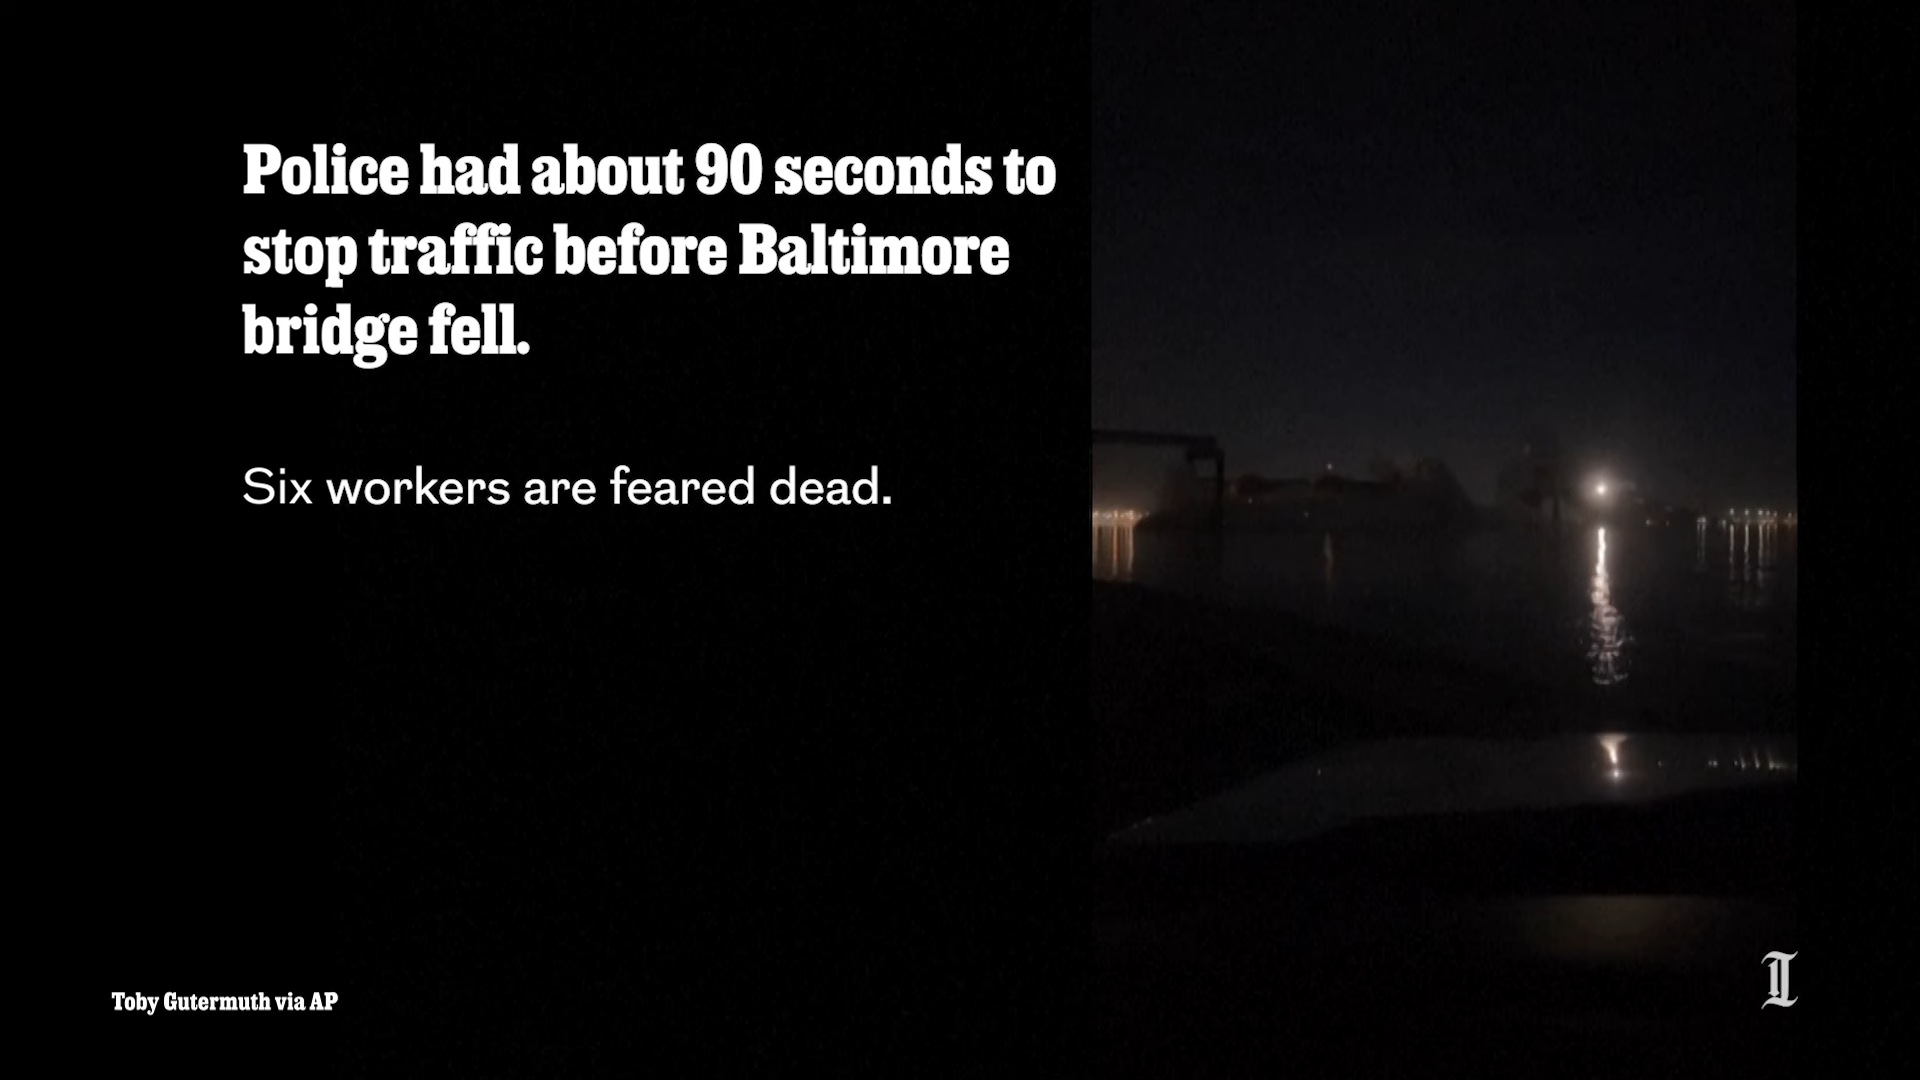 Police had about 90 seconds to
stop traffic before Baltimore
bridge fell.
Six workers are feared dead.
Toby Gutermuth via AP
I